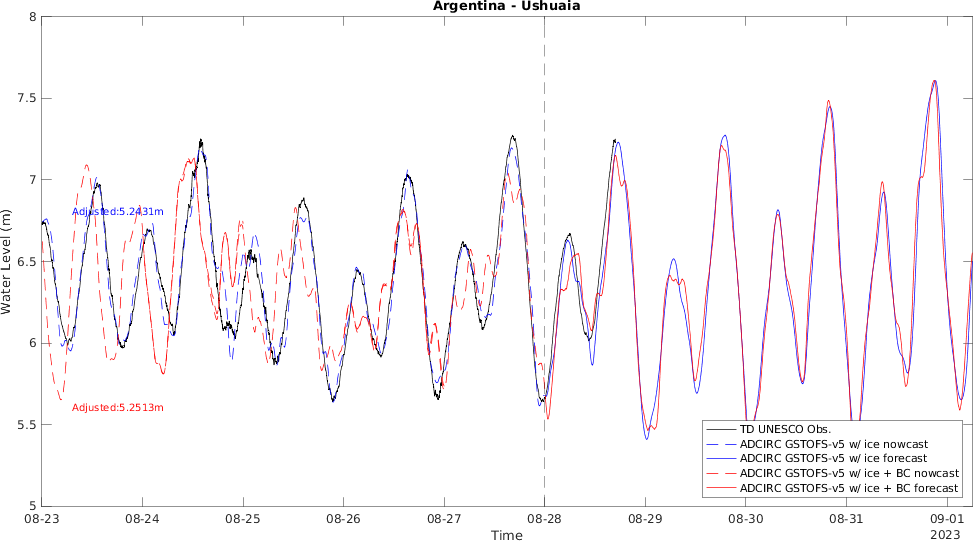 Argentina - Ushuaia
8
7.5
7
6.5
6
5.5
5
Water Level (m)
Adjusted:5.2431m
Adjusted:5.2513m
TD UNESCO Obs.
ADCIRC GSTOFS-v5 w/ ice nowcast
ADCIRC GSTOFS-v5 w/ ice forecast
ADCIRC GSTOFS-v5 w/ ice + BC nowcast
ADCIRC GSTOFS-v5 w/ ice + BC forecast
08-23 08-24 08-25 08-26 08-27 08-28 08-29 08-30 08-31 09-01
2023
Time